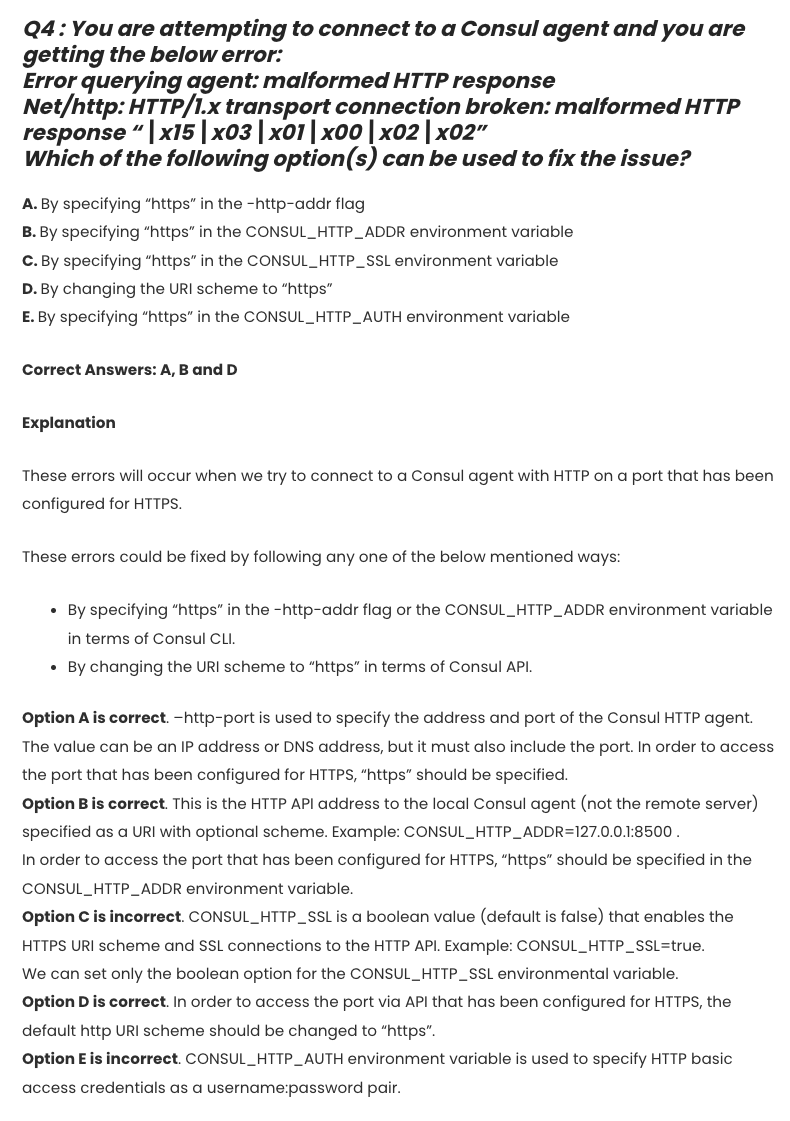 Q4 : You are attempting to connect to a Consul agent and you are
getting the below error:
Error querying agent: malformed HTTP response
Net/http: HTTP/1.x transport connection broken: malformed HTTP
response “ | x15 | x03 | x01 | x00 | x02 | x02”
Which of the following option(s) can be used to fix the issue?
A. By specifying “https” in the -http-addr flag
B. By specifying “https” in the CONSUL_HTTP_ADDR environment variable
C. By specifying “https” in the CONSUL_HTTP_SSL environment variable
D. By changing the URI scheme to “https”
E. By specifying “https” in the CONSUL_HTTP_AUTH environment variable
Correct Answers: A, B and D
Explanation
These errors will occur when we try to connect to a Consul agent with HTTP on a port that has been
configured for HTTPS.
These errors could be fixed by following any one of the below mentioned ways:
• By specifying “https” in the -http-addr flag or the CONSUL_HTTP_ADDR environment variable
in terms of Consul CLI.
• By changing the URI scheme to “https” in terms of Consul API.
Option A is correct. –http-port is used to specify the address and port of the Consul HTTP agent.
The value can be an IP address or DNS address, but it must also include the port. In order to access
the port that has been configured for HTTPS, “https” should be specified.
Option B is correct. This is the HTTP API address to the local Consul agent (not the remote server)
specified as a URI with optional scheme. Example: CONSUL_HTTP_ADDR=127.0.0.1:8500 .
In order to access the port that has been configured for HTTPS, “https” should be specified in the
CONSUL_HTTP_ADDR environment variable.
Option C is incorrect. CONSUL_HTTP_SSL is a boolean value (default is false) that enables the
HTTPS URI scheme and SSL connections to the HTTP API. Example: CONSUL_HTTP_SSL=true.
We can set only the boolean option for the CONSUL_HTTP_SSL environmental variable.
Option D is correct. In order to access the port via API that has been configured for HTTPS, the
default http URI scheme should be changed to “https”.
Option E is incorrect. CONSUL_HTTP_AUTH environment variable is used to specify HTTP basic
access credentials as a username:password pair.